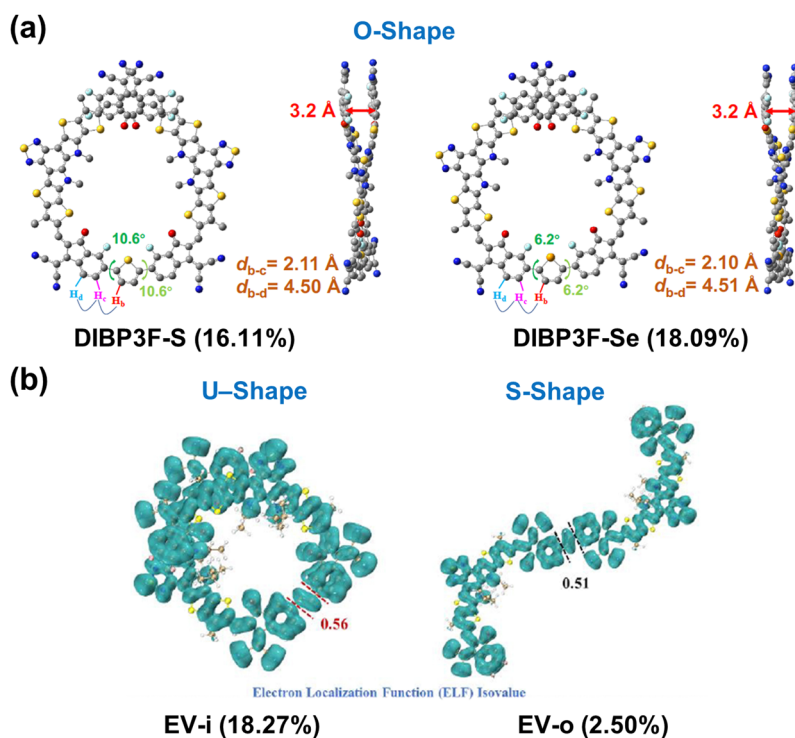 (a)
O-Shape
3.2 Å
3.2 Å
10.6°
10.6°
6.2°
6.2°
d_b-c = 2.11 Å
d_b-d = 4.50 Å
d_b-c = 2.10 Å
d_b-d = 4.51 Å
H_d H_c H_b
H_d H_c H_b
DIBP3F-S (16.11%)
DIBP3F-Se (18.09%)
(b)
U–Shape
S-Shape
0.56
0.51
Electron Localization Function (ELF) Isovalue
EV-i (18.27%)
EV-o (2.50%)